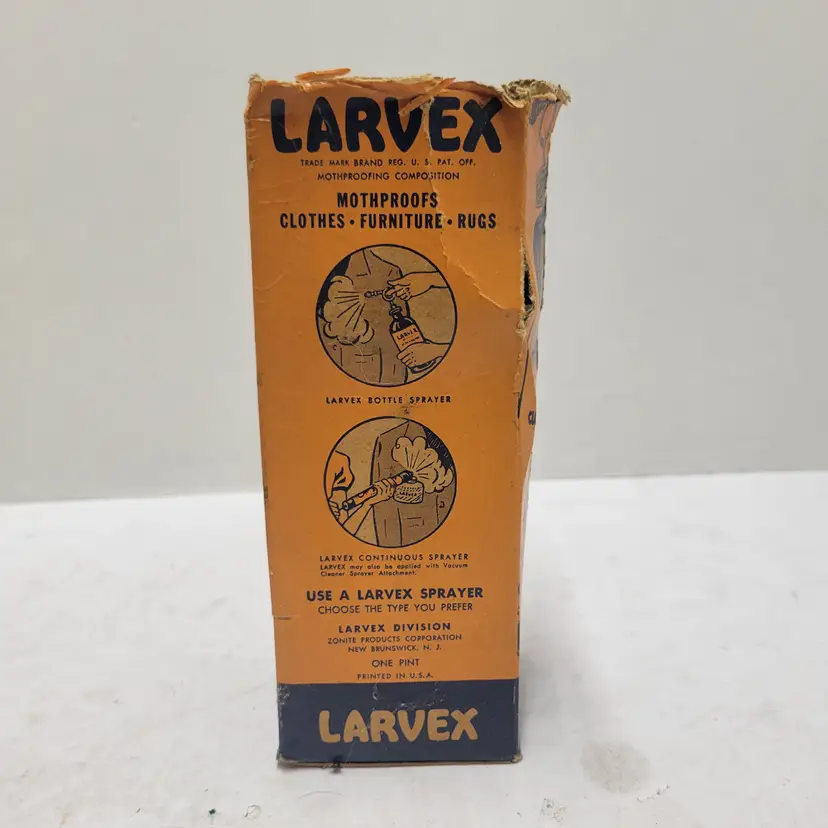 LARVEX
TRADE MARK BRAND REG. U. S. PAT. OFF.
MOTHPROOFING COMPOSITION
MOTHPROOFS
CLOTHES • FURNITURE • RUGS
LARVEX
LARVEX BOTTLE SPRAYER
LARVEX
LARVEX CONTINUOUS SPRAYER
LARVEX may also be applied with Vacuum
Cleaner Sprayer Attachment.
USE A LARVEX SPRAYER
CHOOSE THE TYPE YOU PREFER
LARVEX DIVISION
ZONITE PRODUCTS CORPORATION
NEW BRUNSWICK, N. J.
ONE PINT
PRINTED IN U.S.A.
LARVEX